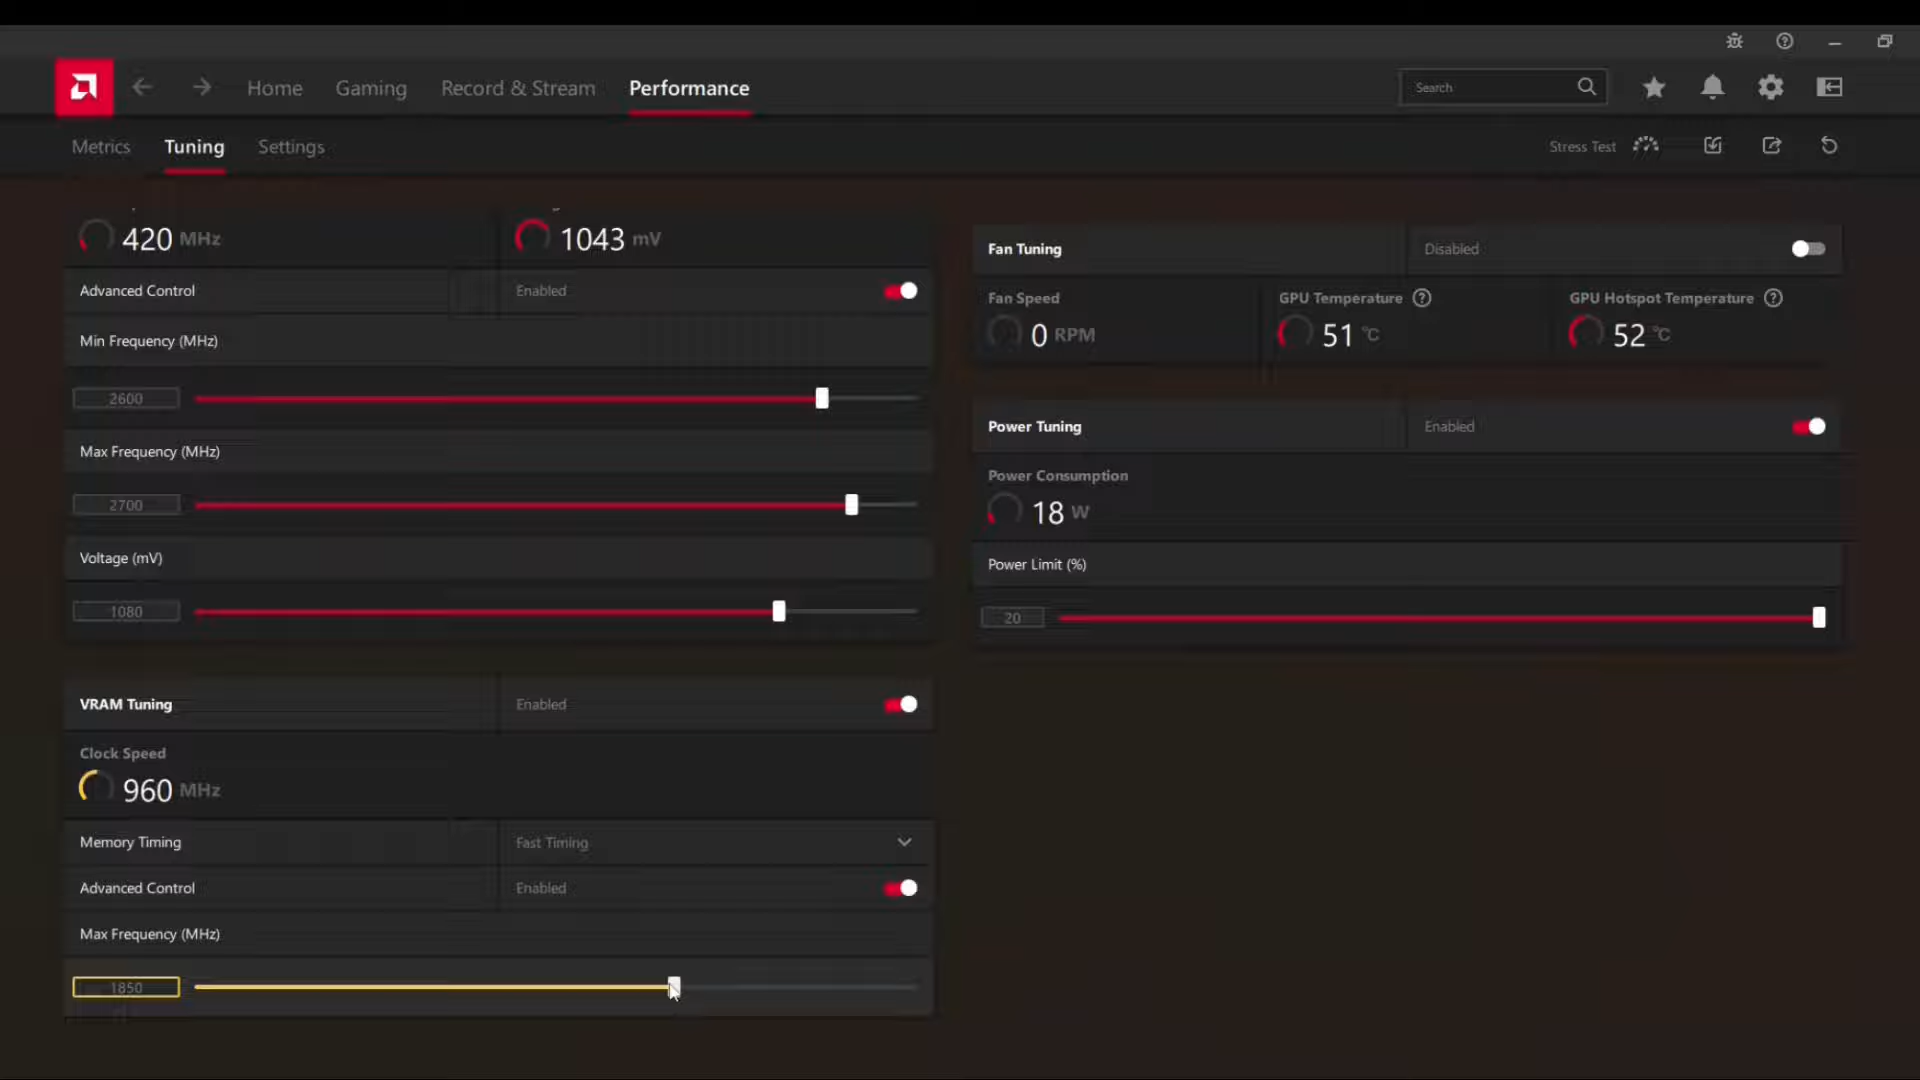 Home
Gaming
Record & Stream
Performance
Search
Metrics
Tuning
Settings
Stress Test
420 MHz
1043 mV
Advanced Control
Enabled
Min Frequency (MHz)
2600
Max Frequency (MHz)
2700
Voltage (mV)
1080
VRAM Tuning
Enabled
Clock Speed
960 MHz
Memory Timing
Fast Timing
Advanced Control
Enabled
Max Frequency (MHz)
1850
Fan Tuning
Disabled
Fan Speed
0 RPM
GPU Temperature
51 °C
GPU Hotspot Temperature
52 °C
Power Tuning
Enabled
Power Consumption
18 W
Power Limit (%)
20